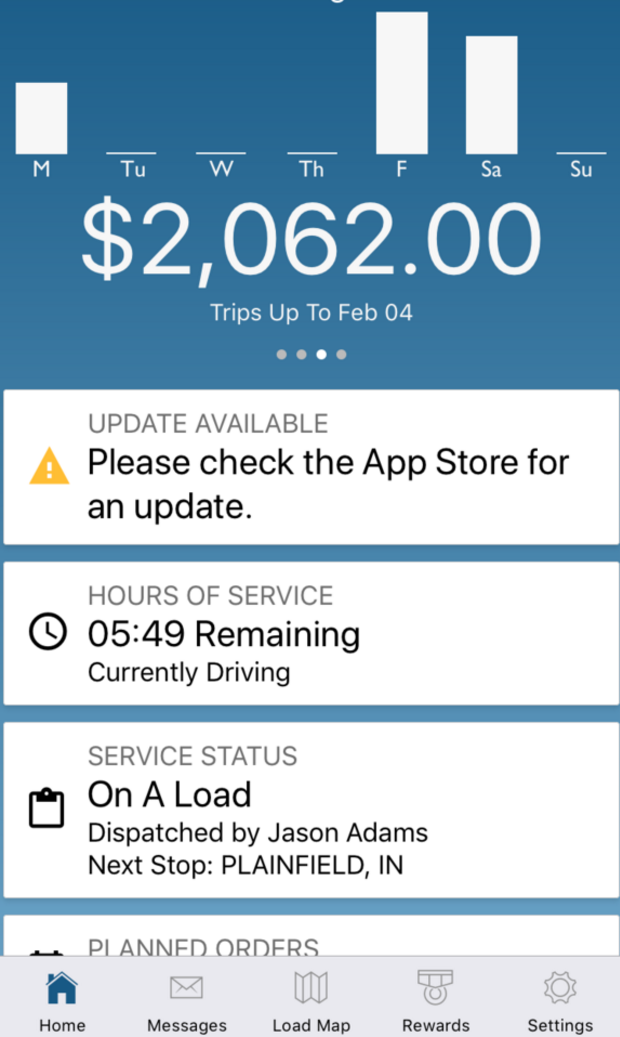 M Tu W Th F Sa Su
$2,062.00
Trips Up To Feb 04
UPDATE AVAILABLE
Please check the App Store for
an update.
HOURS OF SERVICE
05:49 Remaining
Currently Driving
SERVICE STATUS
On A Load
Dispatched by Jason Adams
Next Stop: PLAINFIELD, IN
PLANNED ORDERS
Home Messages Load Map Rewards Settings